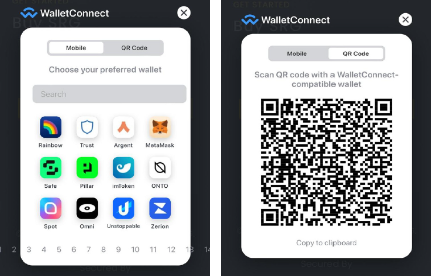 WalletConnect
Mobile QR Code
Choose your preferred wallet
Search
Rainbow Trust Argent MetaMask
Safe Pillar imToken ONTO
Spot Omni Unstoppable Zerion
1 2 3 4 5 6 7 8 9 10 11 12 13 14
WalletConnect
Mobile QR Code
Scan QR code with a WalletConnect-
compatible wallet
Copy to clipboard